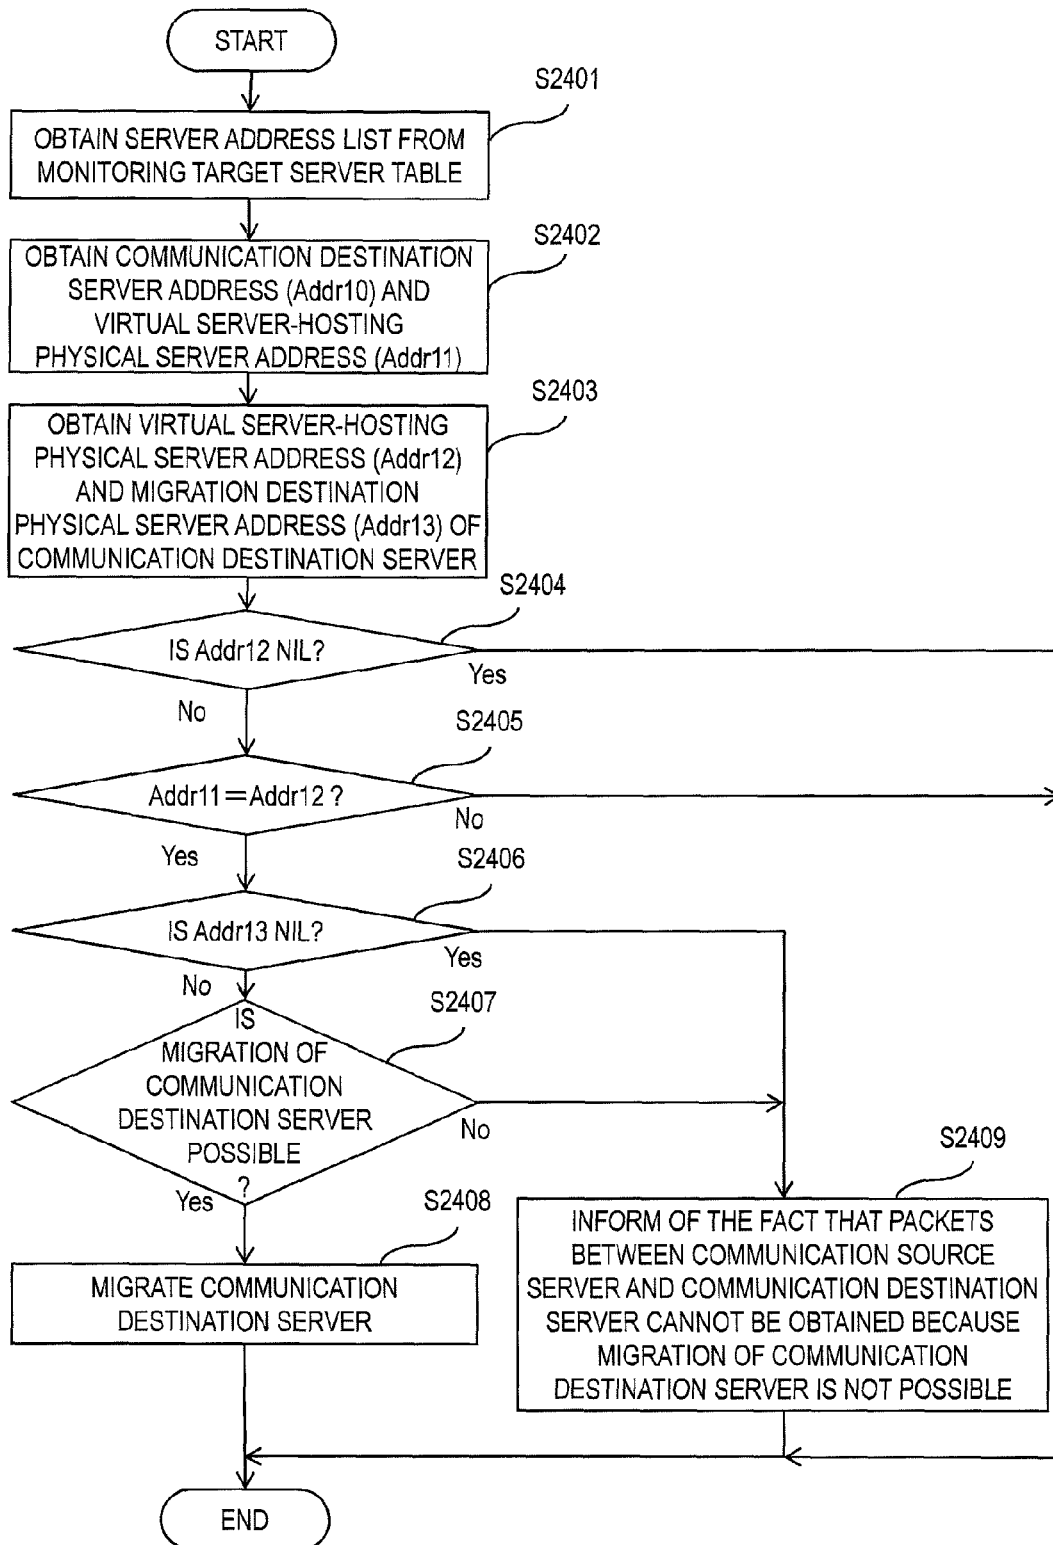 START
S2401
OBTAIN SERVER ADDRESS LIST FROM
MONITORING TARGET SERVER TABLE
S2402
OBTAIN COMMUNICATION DESTINATION
SERVER ADDRESS (Addr10) AND
VIRTUAL SERVER-HOSTING
PHYSICAL SERVER ADDRESS (Addr11)
S2403
OBTAIN VIRTUAL SERVER-HOSTING
PHYSICAL SERVER ADDRESS (Addr12)
AND MIGRATION DESTINATION
PHYSICAL SERVER ADDRESS (Addr13) OF
COMMUNICATION DESTINATION SERVER
S2404
IS Addr12 NIL?
Yes
No
S2405
Addr11=Addr12 ?
No
Yes
S2406
IS Addr13 NIL?
Yes
No
S2407
IS
MIGRATION OF
COMMUNICATION
DESTINATION SERVER
POSSIBLE
?
No
Yes
S2408
MIGRATE COMMUNICATION
DESTINATION SERVER
S2409
INFORM OF THE FACT THAT PACKETS
BETWEEN COMMUNICATION SOURCE
SERVER AND COMMUNICATION DESTINATION
SERVER CANNOT BE OBTAINED BECAUSE
MIGRATION OF COMMUNICATION
DESTINATION SERVER IS NOT POSSIBLE
END